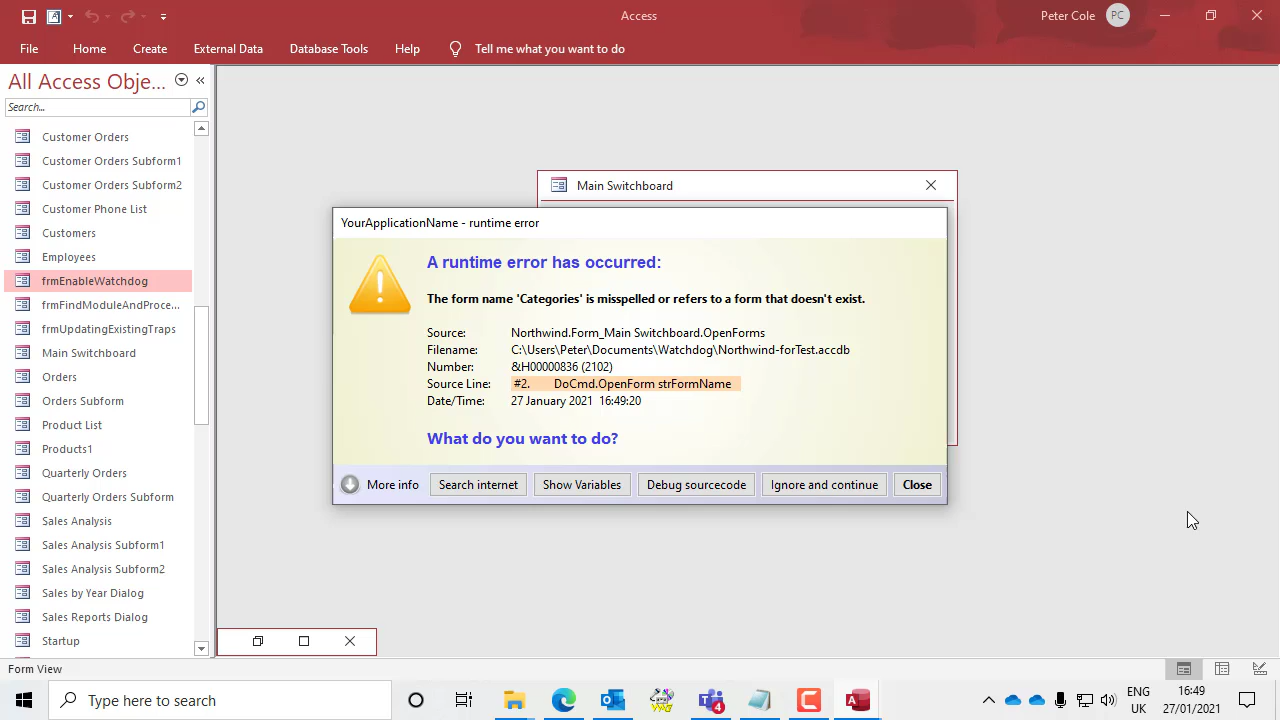 Access
Peter Cole PC
File Home Create External Data Database Tools Help Tell me what you want to do
All Access Obje...
Search...
Customer Orders
Customer Orders Subform1
Customer Orders Subform2
Customer Phone List
Customers
Employees
frmEnableWatchdog
frmFindModuleAndProce...
frmUpdatingExistingTraps
Main Switchboard
Orders
Orders Subform
Product List
Products1
Quarterly Orders
Quarterly Orders Subform
Sales Analysis
Sales Analysis Subform1
Sales Analysis Subform2
Sales by Year Dialog
Sales Reports Dialog
Startup
Main Switchboard
YourApplicationName - runtime error
A runtime error has occurred:
The form name 'Categories' is misspelled or refers to a form that doesn't exist.
Source: Northwind.Form_Main Switchboard.OpenForms
Filename: C:\Users\Peter\Documents\Watchdog\Northwind-forTest.accdb
Number: &H00000836 (2102)
Source Line: #2. DoCmd.OpenForm strFormName
Date/Time: 27 January 2021 16:49:20
What do you want to do?
More info Search internet Show Variables Debug sourcecode Ignore and continue Close
Form View
Type here to search
4
ENG
UK
16:49
27/01/2021